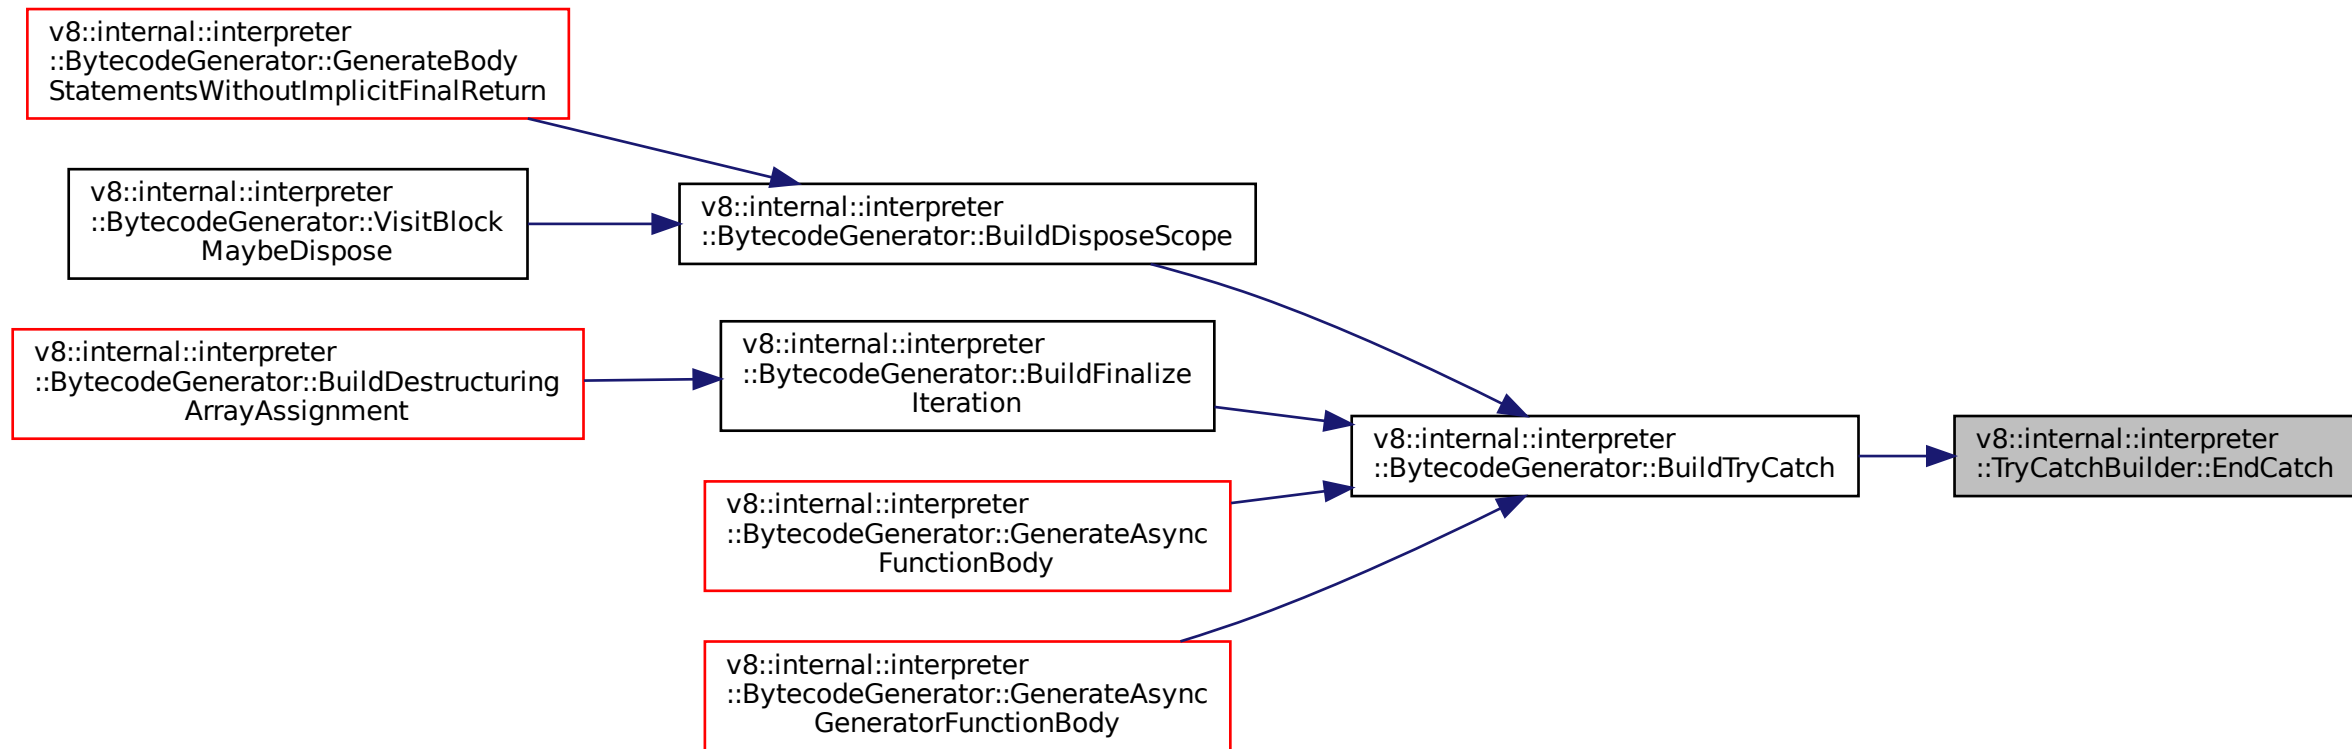 v8::internal::interpreter
::BytecodeGenerator::GenerateBody
StatementsWithoutImplicitFinalReturn
v8::internal::interpreter
::BytecodeGenerator::VisitBlock
MaybeDispose
v8::internal::interpreter
::BytecodeGenerator::BuildDisposeScope
v8::internal::interpreter
::BytecodeGenerator::BuildDestructuring
ArrayAssignment
v8::internal::interpreter
::BytecodeGenerator::BuildFinalize
Iteration
v8::internal::interpreter
::BytecodeGenerator::BuildTryCatch
v8::internal::interpreter
::TryCatchBuilder::EndCatch
v8::internal::interpreter
::BytecodeGenerator::GenerateAsync
FunctionBody
v8::internal::interpreter
::BytecodeGenerator::GenerateAsync
GeneratorFunctionBody